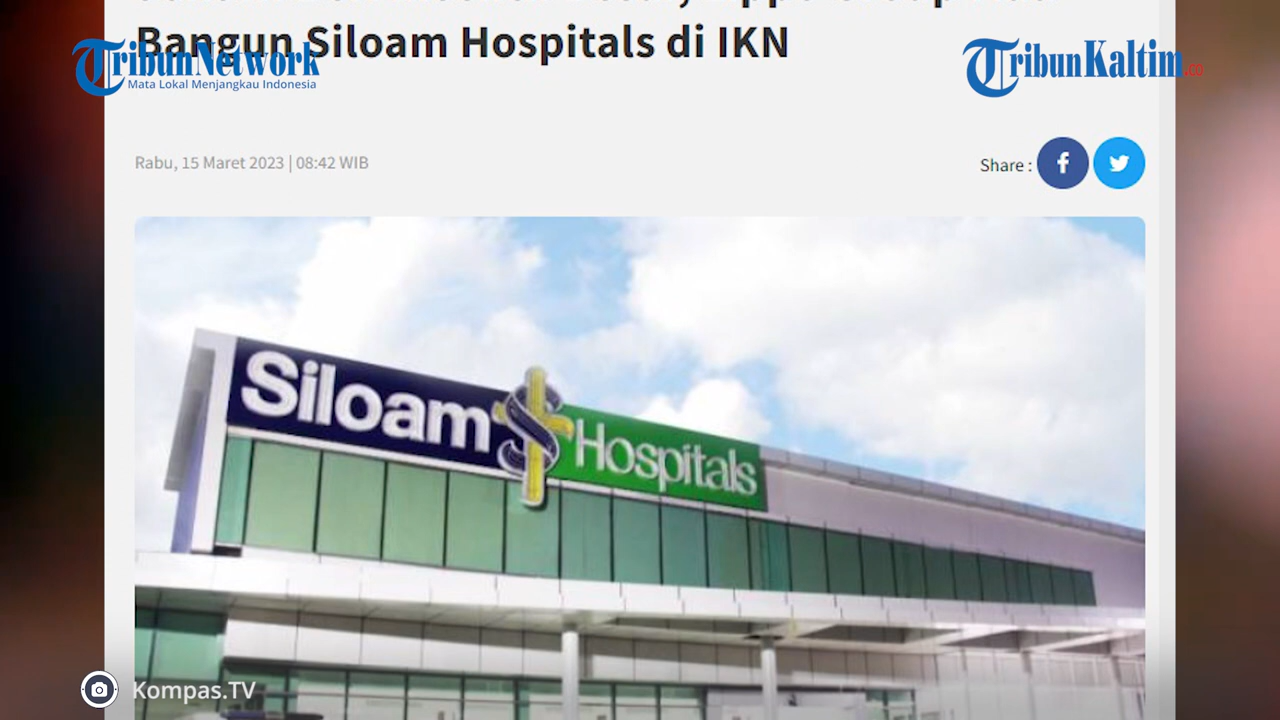 Bangun Siloam Hospitals di IKN
TribunNetwork
Mata Lokal Menjangkau Indonesia
TribunKaltim.co
Rabu, 15 Maret 2023 | 08:42 WIB
Share :
Siloam Hospitals
Kompas.TV